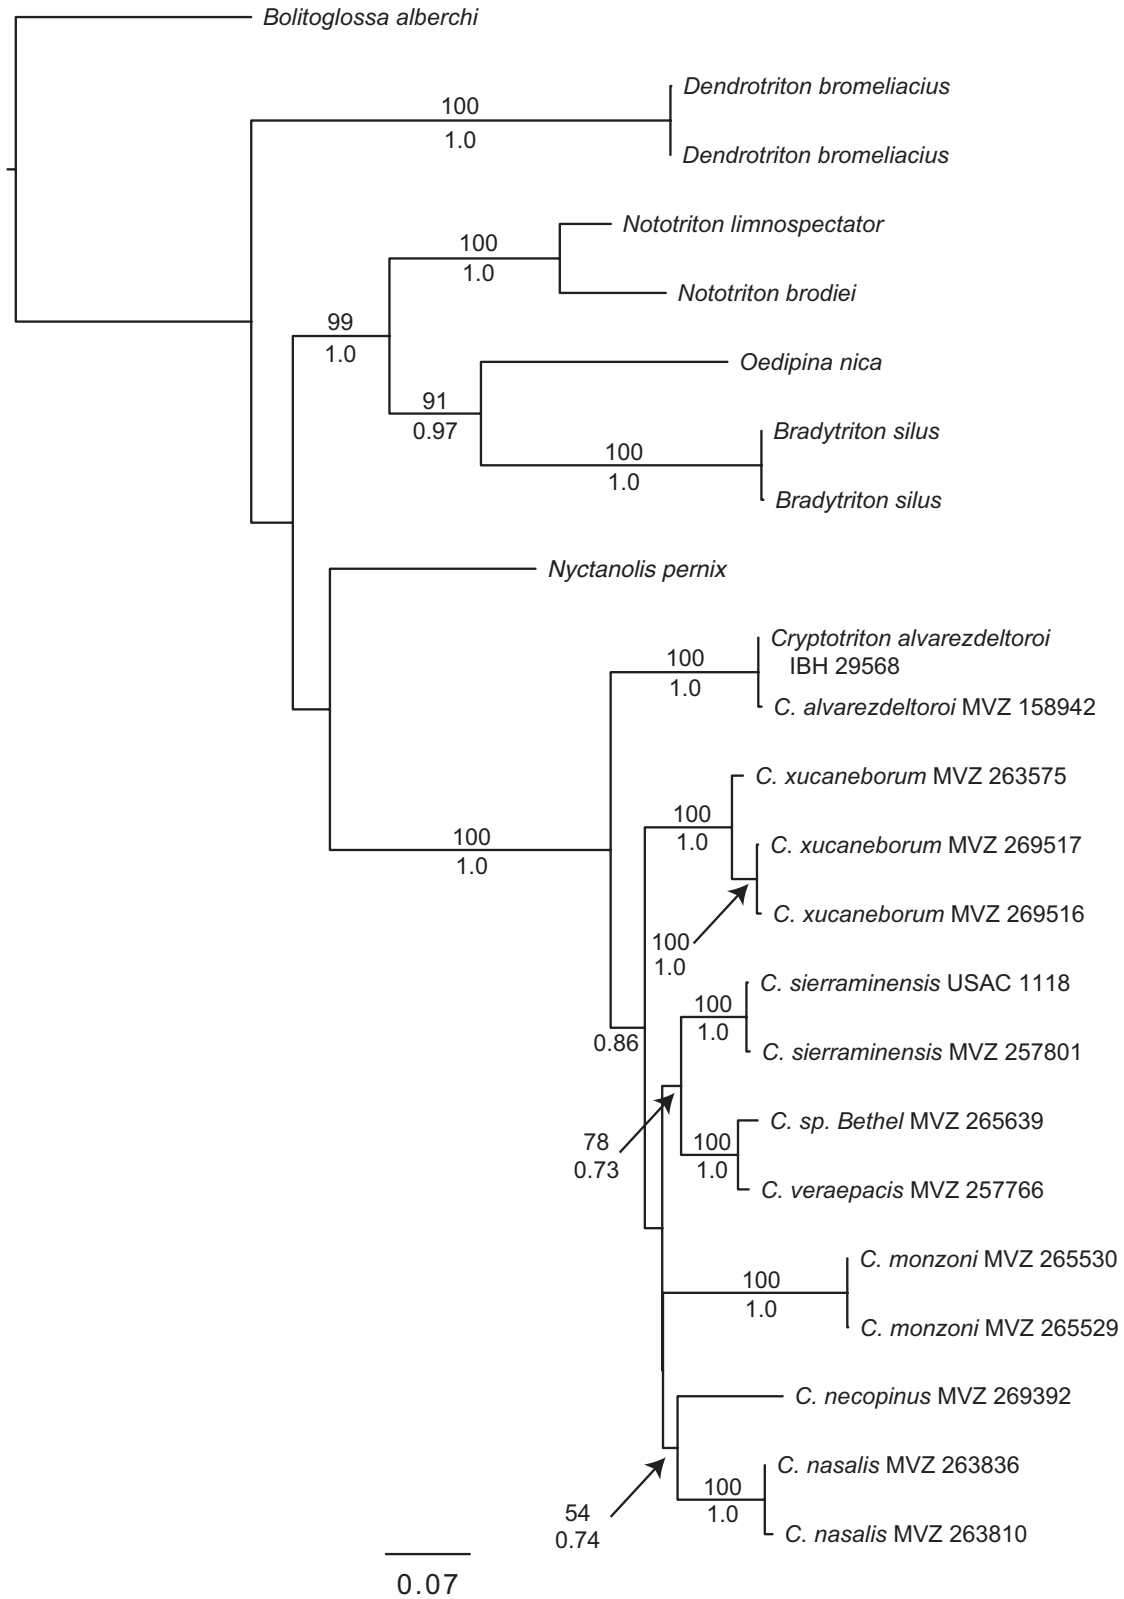 Bolitoglossa alberchi
Dendrotriton bromeliacius
100
1.0
Dendrotriton bromeliacius
Nototriton limnospectator
100
1.0
Nototriton brodiei
99
1.0
Oedipina nica
91
0.97
Bradytriton silus
100
1.0
Bradytriton silus
Nyctanolis pernix
Cryptotriton alvarezdeltoroi
IBH 29568
100
1.0
C. alvarezdeltoroi MVZ 158942
C. xucaneborum MVZ 263575
100
1.0
100
1.0
C. xucaneborum MVZ 269517
C. xucaneborum MVZ 269516
100
1.0
C. sierraminensis USAC 1118
100
1.0
0.86
C. sierraminensis MVZ 257801
C. sp. Bethel MVZ 265639
78
0.73
100
1.0
C. veraepacis MVZ 257766
C. monzoni MVZ 265530
100
1.0
C. monzoni MVZ 265529
C. necopinus MVZ 269392
C. nasalis MVZ 263836
100
1.0
54
0.74
C. nasalis MVZ 263810
0.07